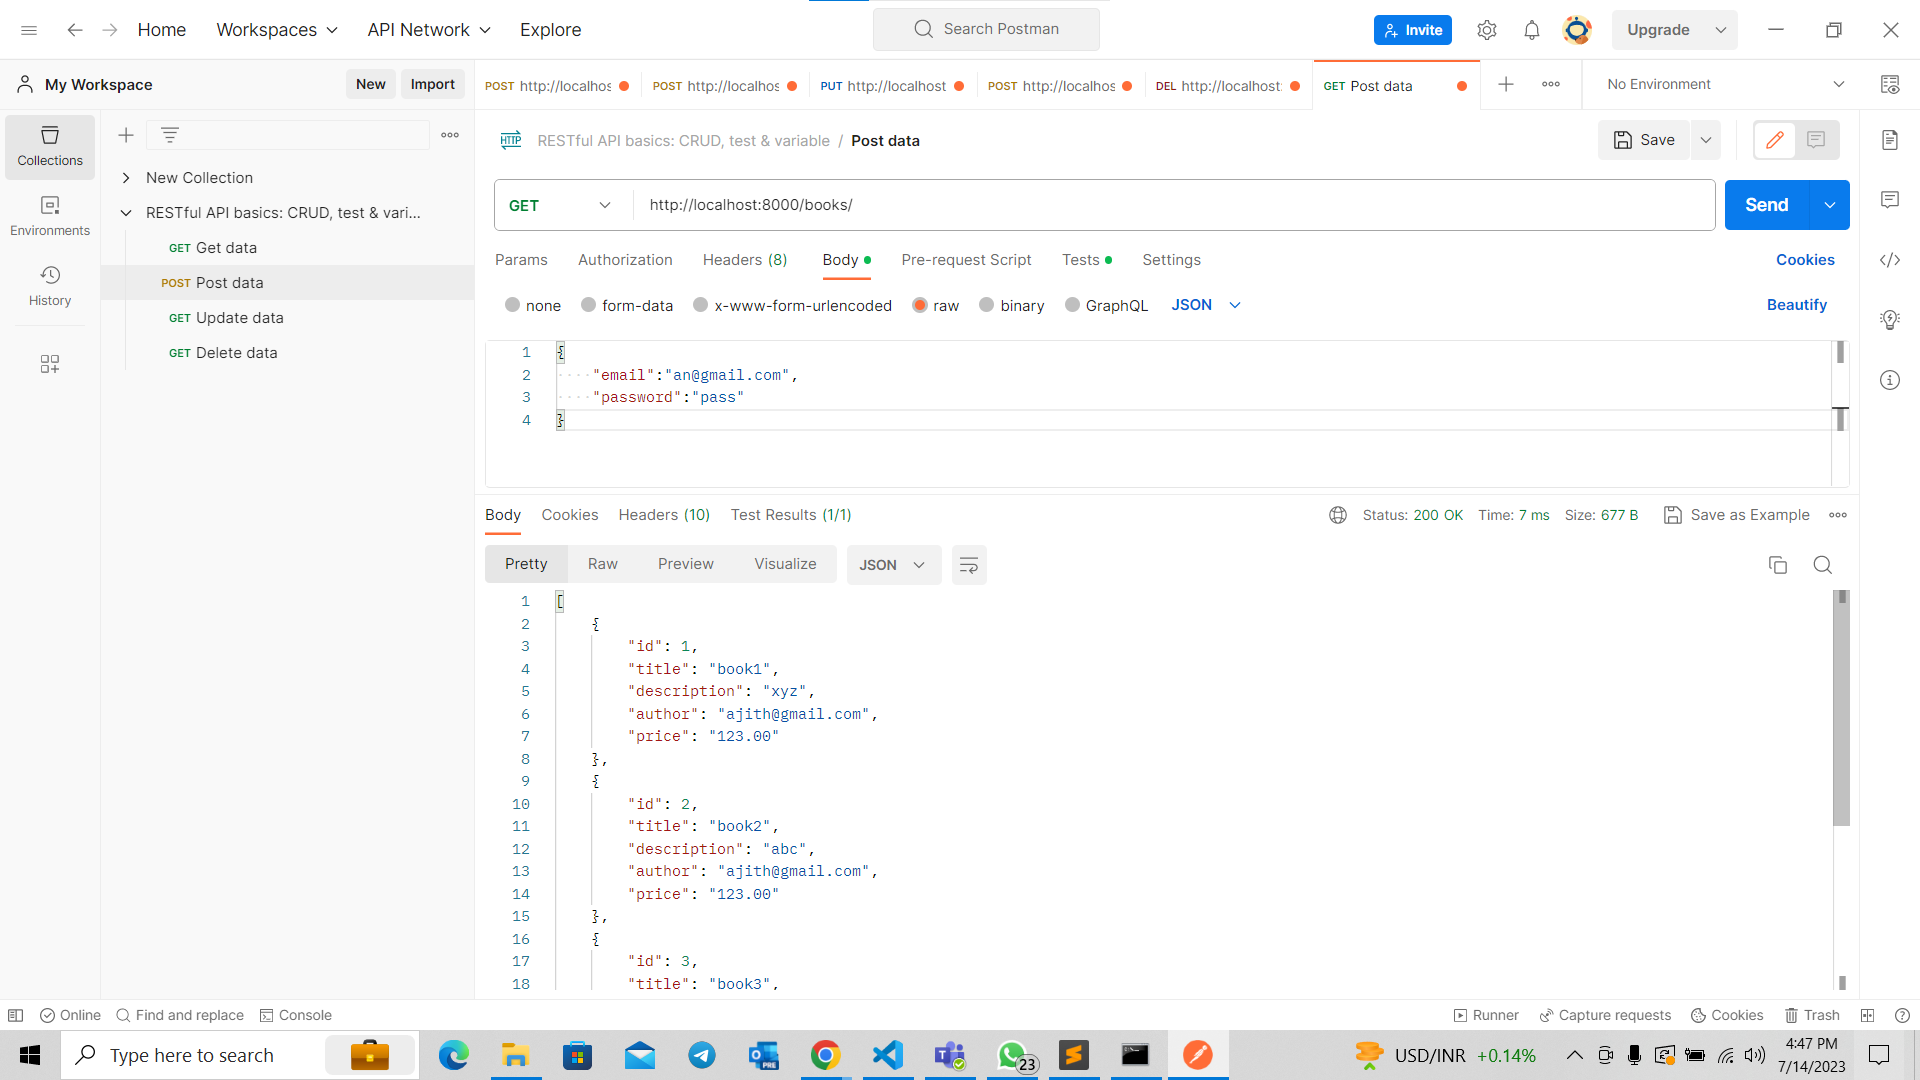 Home Workspaces API Network Explore Search Postman Invite Upgrade
My Workspace New Import
POST http://localhos POST http://localhos PUT http://localhost POST http://localhos DEL http://localhost: GET Post data No Environment
Collections
Environments
History
New Collection
RESTful API basics: CRUD, test & vari...
GET Get data
POST Post data
GET Update data
GET Delete data
HTTP RESTful API basics: CRUD, test & variable / Post data Save
GET http://localhost:8000/books/ Send
Params Authorization Headers (8) Body Pre-request Script Tests Settings Cookies
none form-data x-www-form-urlencoded raw binary GraphQL JSON Beautify
1 {
2 "email":"an@gmail.com",
3 "password":"pass"
4 }
Body Cookies Headers (10) Test Results (1/1) Status: 200 OK Time: 7 ms Size: 677 B Save as Example
Pretty Raw Preview Visualize JSON
1 [
2 {
3 "id": 1,
4 "title": "book1",
5 "description": "xyz",
6 "author": "ajith@gmail.com",
7 "price": "123.00"
8 },
9 {
10 "id": 2,
11 "title": "book2",
12 "description": "abc",
13 "author": "ajith@gmail.com",
14 "price": "123.00"
15 },
16 {
17 "id": 3,
18 "title": "book3",
Online Find and replace Console Runner Capture requests Cookies Trash
Type here to search PRE 23 USD/INR +0.14% 4:47 PM
7/14/2023